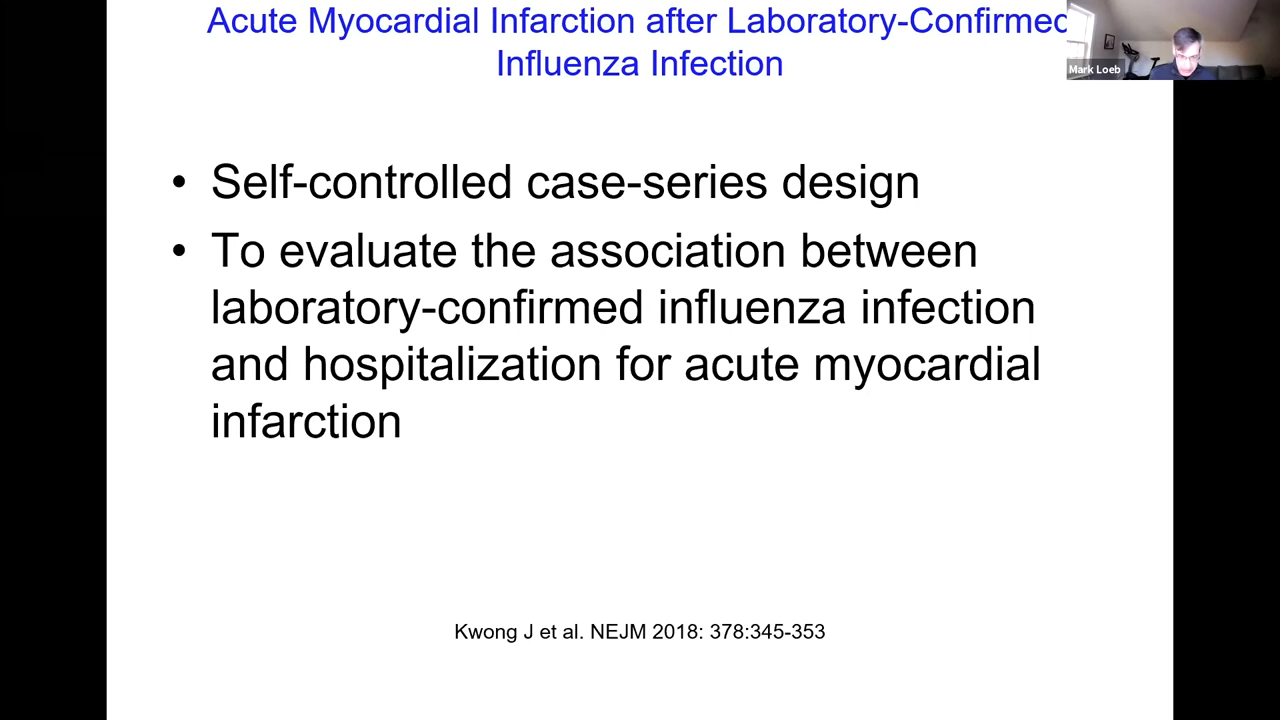 Acute Myocardial Infarction after Laboratory-Confirmed
Influenza Infection
Mark Loeb
• Self-controlled case-series design
• To evaluate the association between
laboratory-confirmed influenza infection
and hospitalization for acute myocardial
infarction
Kwong J et al. NEJM 2018: 378:345-353